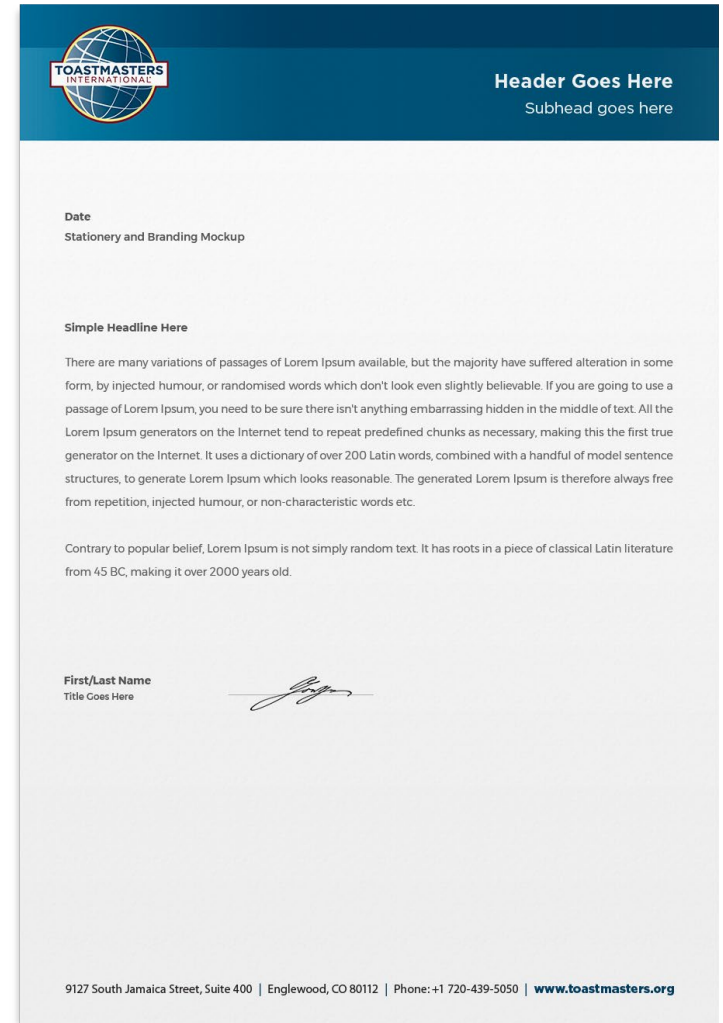 TOASTMASTERS
INTERNATIONAL
Header Goes Here
Subhead goes here
Date
Stationery and Branding Mockup
Simple Headline Here
There are many variations of passages of Lorem Ipsum available, but the majority have suffered alteration in some
form, by injected humour, or randomised words which don't look even slightly believable. If you are going to use a
passage of Lorem Ipsum, you need to be sure there isn't anything embarrassing hidden in the middle of text. All the
Lorem Ipsum generators on the Internet tend to repeat predefined chunks as necessary, making this the first true
generator on the Internet. It uses a dictionary of over 200 Latin words, combined with a handful of model sentence
structures, to generate Lorem Ipsum which looks reasonable. The generated Lorem Ipsum is therefore always free
from repetition, injected humour, or non-characteristic words etc.
Contrary to popular belief, Lorem Ipsum is not simply random text. It has roots in a piece of classical Latin literature
from 45 BC, making it over 2000 years old.
First/Last Name
Title Goes Here
9127 South Jamaica Street, Suite 400 | Englewood, CO 80112 | Phone: +1 720-439-5050 | www.toastmasters.org